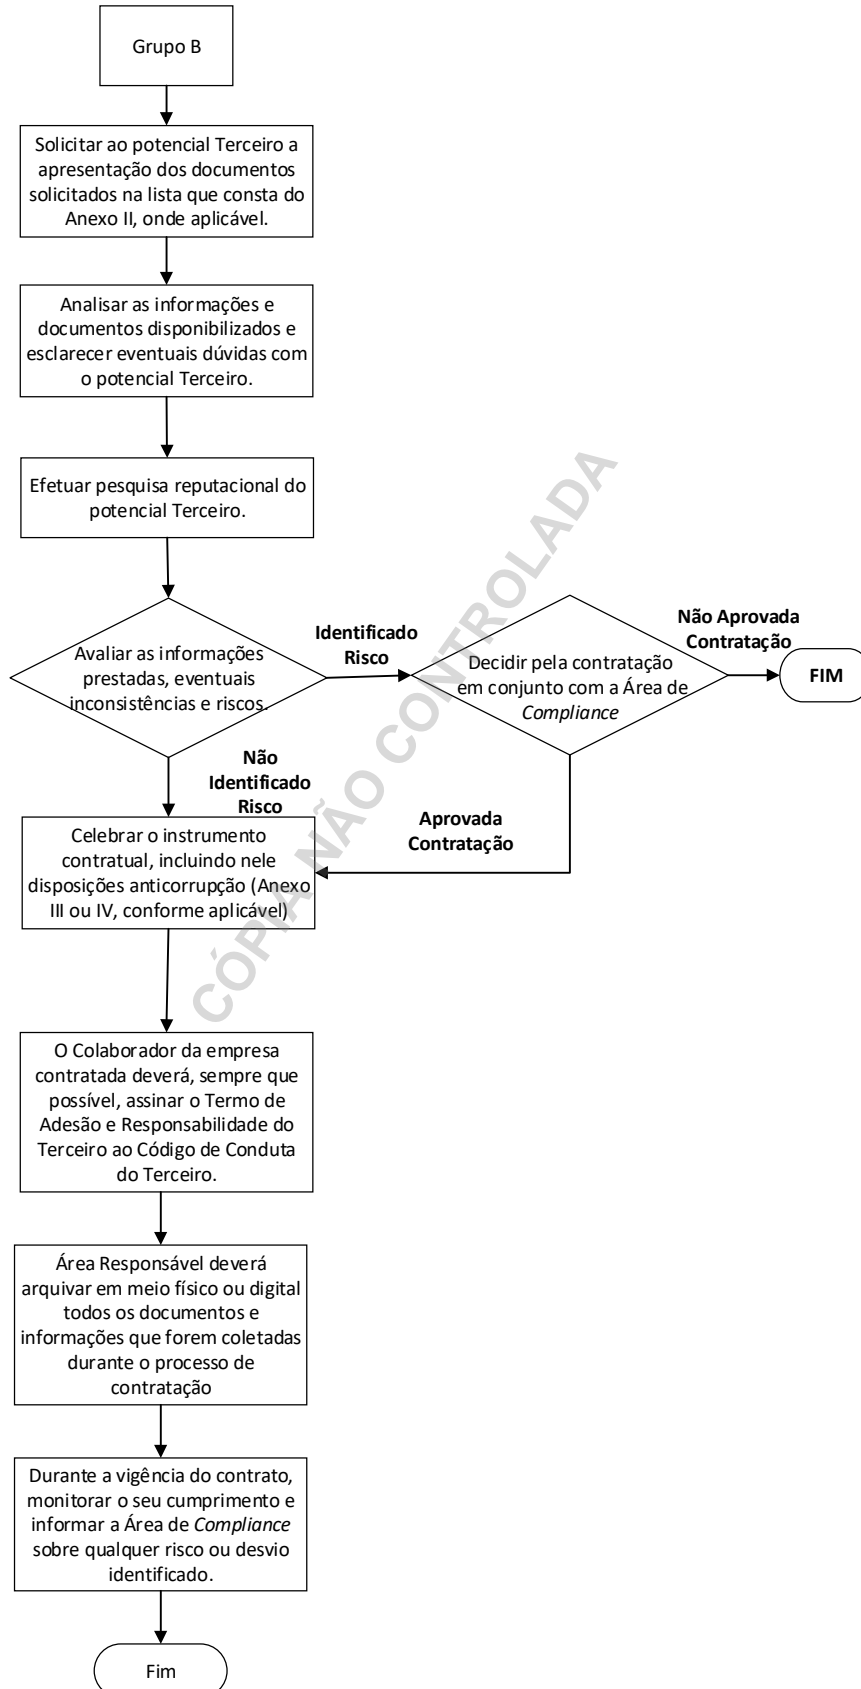 Grupo B
Solicitar ao potencial Terceiro a
apresentação dos documentos
solicitados na lista que consta do
Anexo II, onde aplicável.
Analisar as informações e
documentos disponibilizados e
esclarecer eventuais dúvidas com
o potencial Terceiro.
Efetuar pesquisa reputacional do
potencial Terceiro.
Avaliar as informações
prestadas, eventuais
inconsistências e riscos.
Identificado
Risco
Decidir pela contratação
em conjunto com a Área de
Compliance
Não Aprovada
Contratação
FIM
Não
Identificado
Risco
Aprovada
Contratação
Celebrar o instrumento
contratual, incluindo nele
disposições anticorrupção (Anexo
III ou IV, conforme aplicável)
O Colaborador da empresa
contratada deverá, sempre que
possível, assinar o Termo de
Adesão e Responsabilidade do
Terceiro ao Código de Conduta
do Terceiro.
Área Responsável deverá
arquivar em meio físico ou digital
todos os documentos e
informações que forem coletadas
durante o processo de
contratação
Durante a vigência do contrato,
monitorar o seu cumprimento e
informar a Área de Compliance
sobre qualquer risco ou desvio
identificado.
Fim
CÓPIA NÃO CONTROLADA